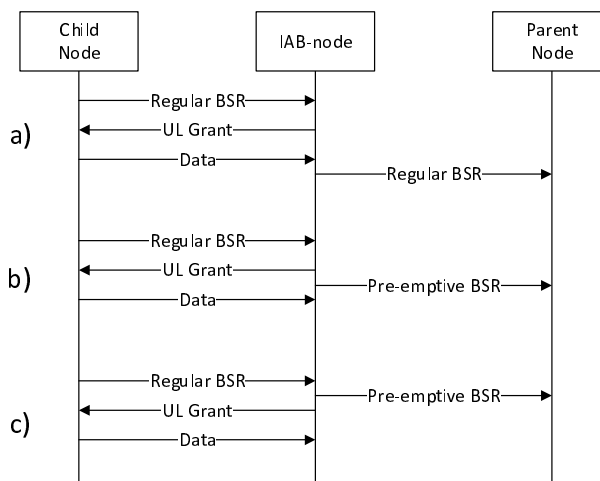 Child
Node
IAB-node
Parent
Node
a)
Regular BSR
UL Grant
Data
Regular BSR
b)
Regular BSR
UL Grant
Pre-emptive BSR
Data
c)
Regular BSR
Pre-emptive BSR
UL Grant
Data